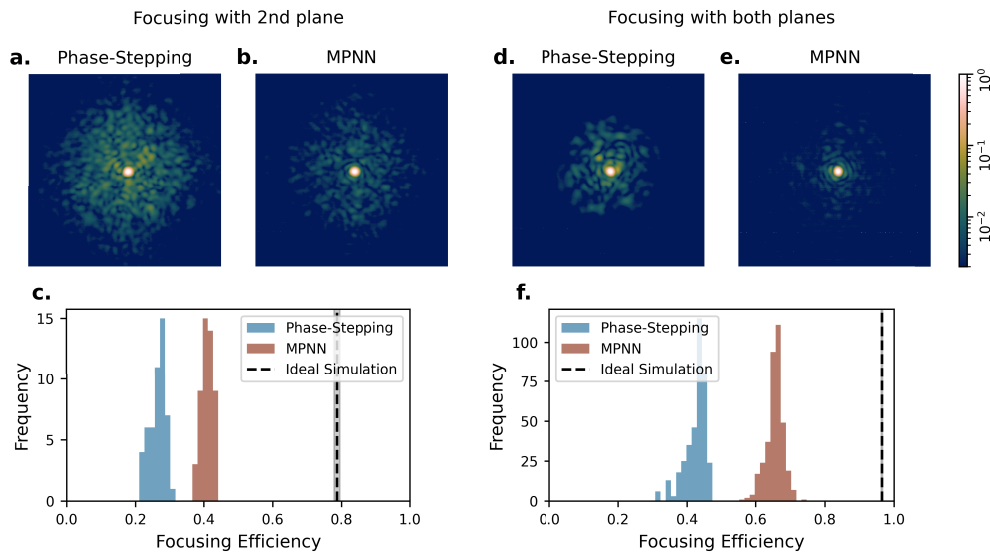 Focusing with 2nd plane
Focusing with both planes
a. Phase-Stepping
b. MPNN
d. Phase-Stepping
e. MPNN
10⁰
10⁻¹
10⁻²
c.
Frequency
15
10
5
0
Phase-Stepping
MPNN
Ideal Simulation
0.0 0.2 0.4 0.6 0.8 1.0
Focusing Efficiency
f.
Frequency
100
75
50
25
0
Phase-Stepping
MPNN
Ideal Simulation
0.0 0.2 0.4 0.6 0.8 1.0
Focusing Efficiency